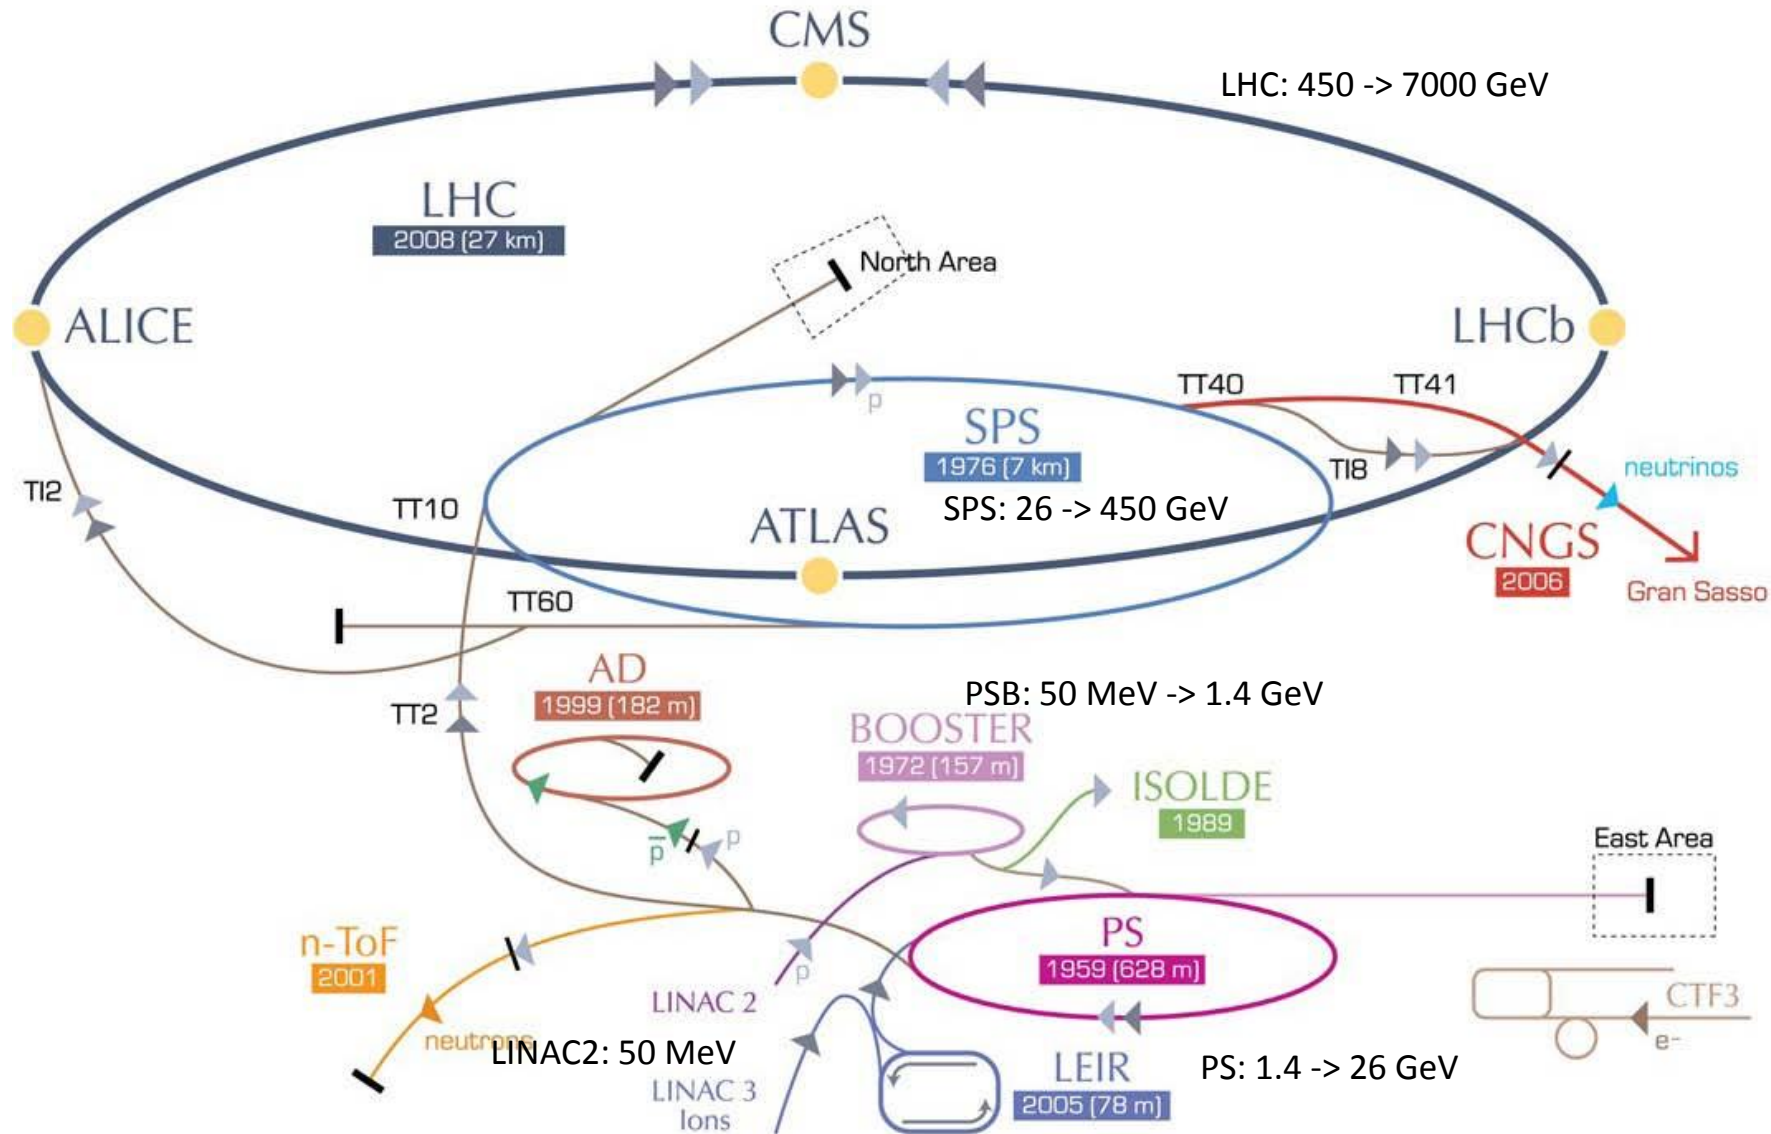 CMS
LHC: 450 -> 7000 GeV
LHC
2008 (27 km)
North Area
ALICE
LHCb
TT40
TT41
p
SPS
1976 (7 km)
TI8
neutrinos
TI2
TT10
SPS: 26 -> 450 GeV
ATLAS
CNGS
2006
Gran Sasso
TT60
AD
1999 (182 m)
PSB: 50 MeV -> 1.4 GeV
TT2
BOOSTER
1972 (157 m)
ISOLDE
1989
East Area
p̅
p
n-ToF
2001
PS
1959 (628 m)
p
LINAC 2
CTF3
neutrons
LINAC2: 50 MeV
e-
LEIR
2005 (78 m)
PS: 1.4 -> 26 GeV
LINAC 3
Ions